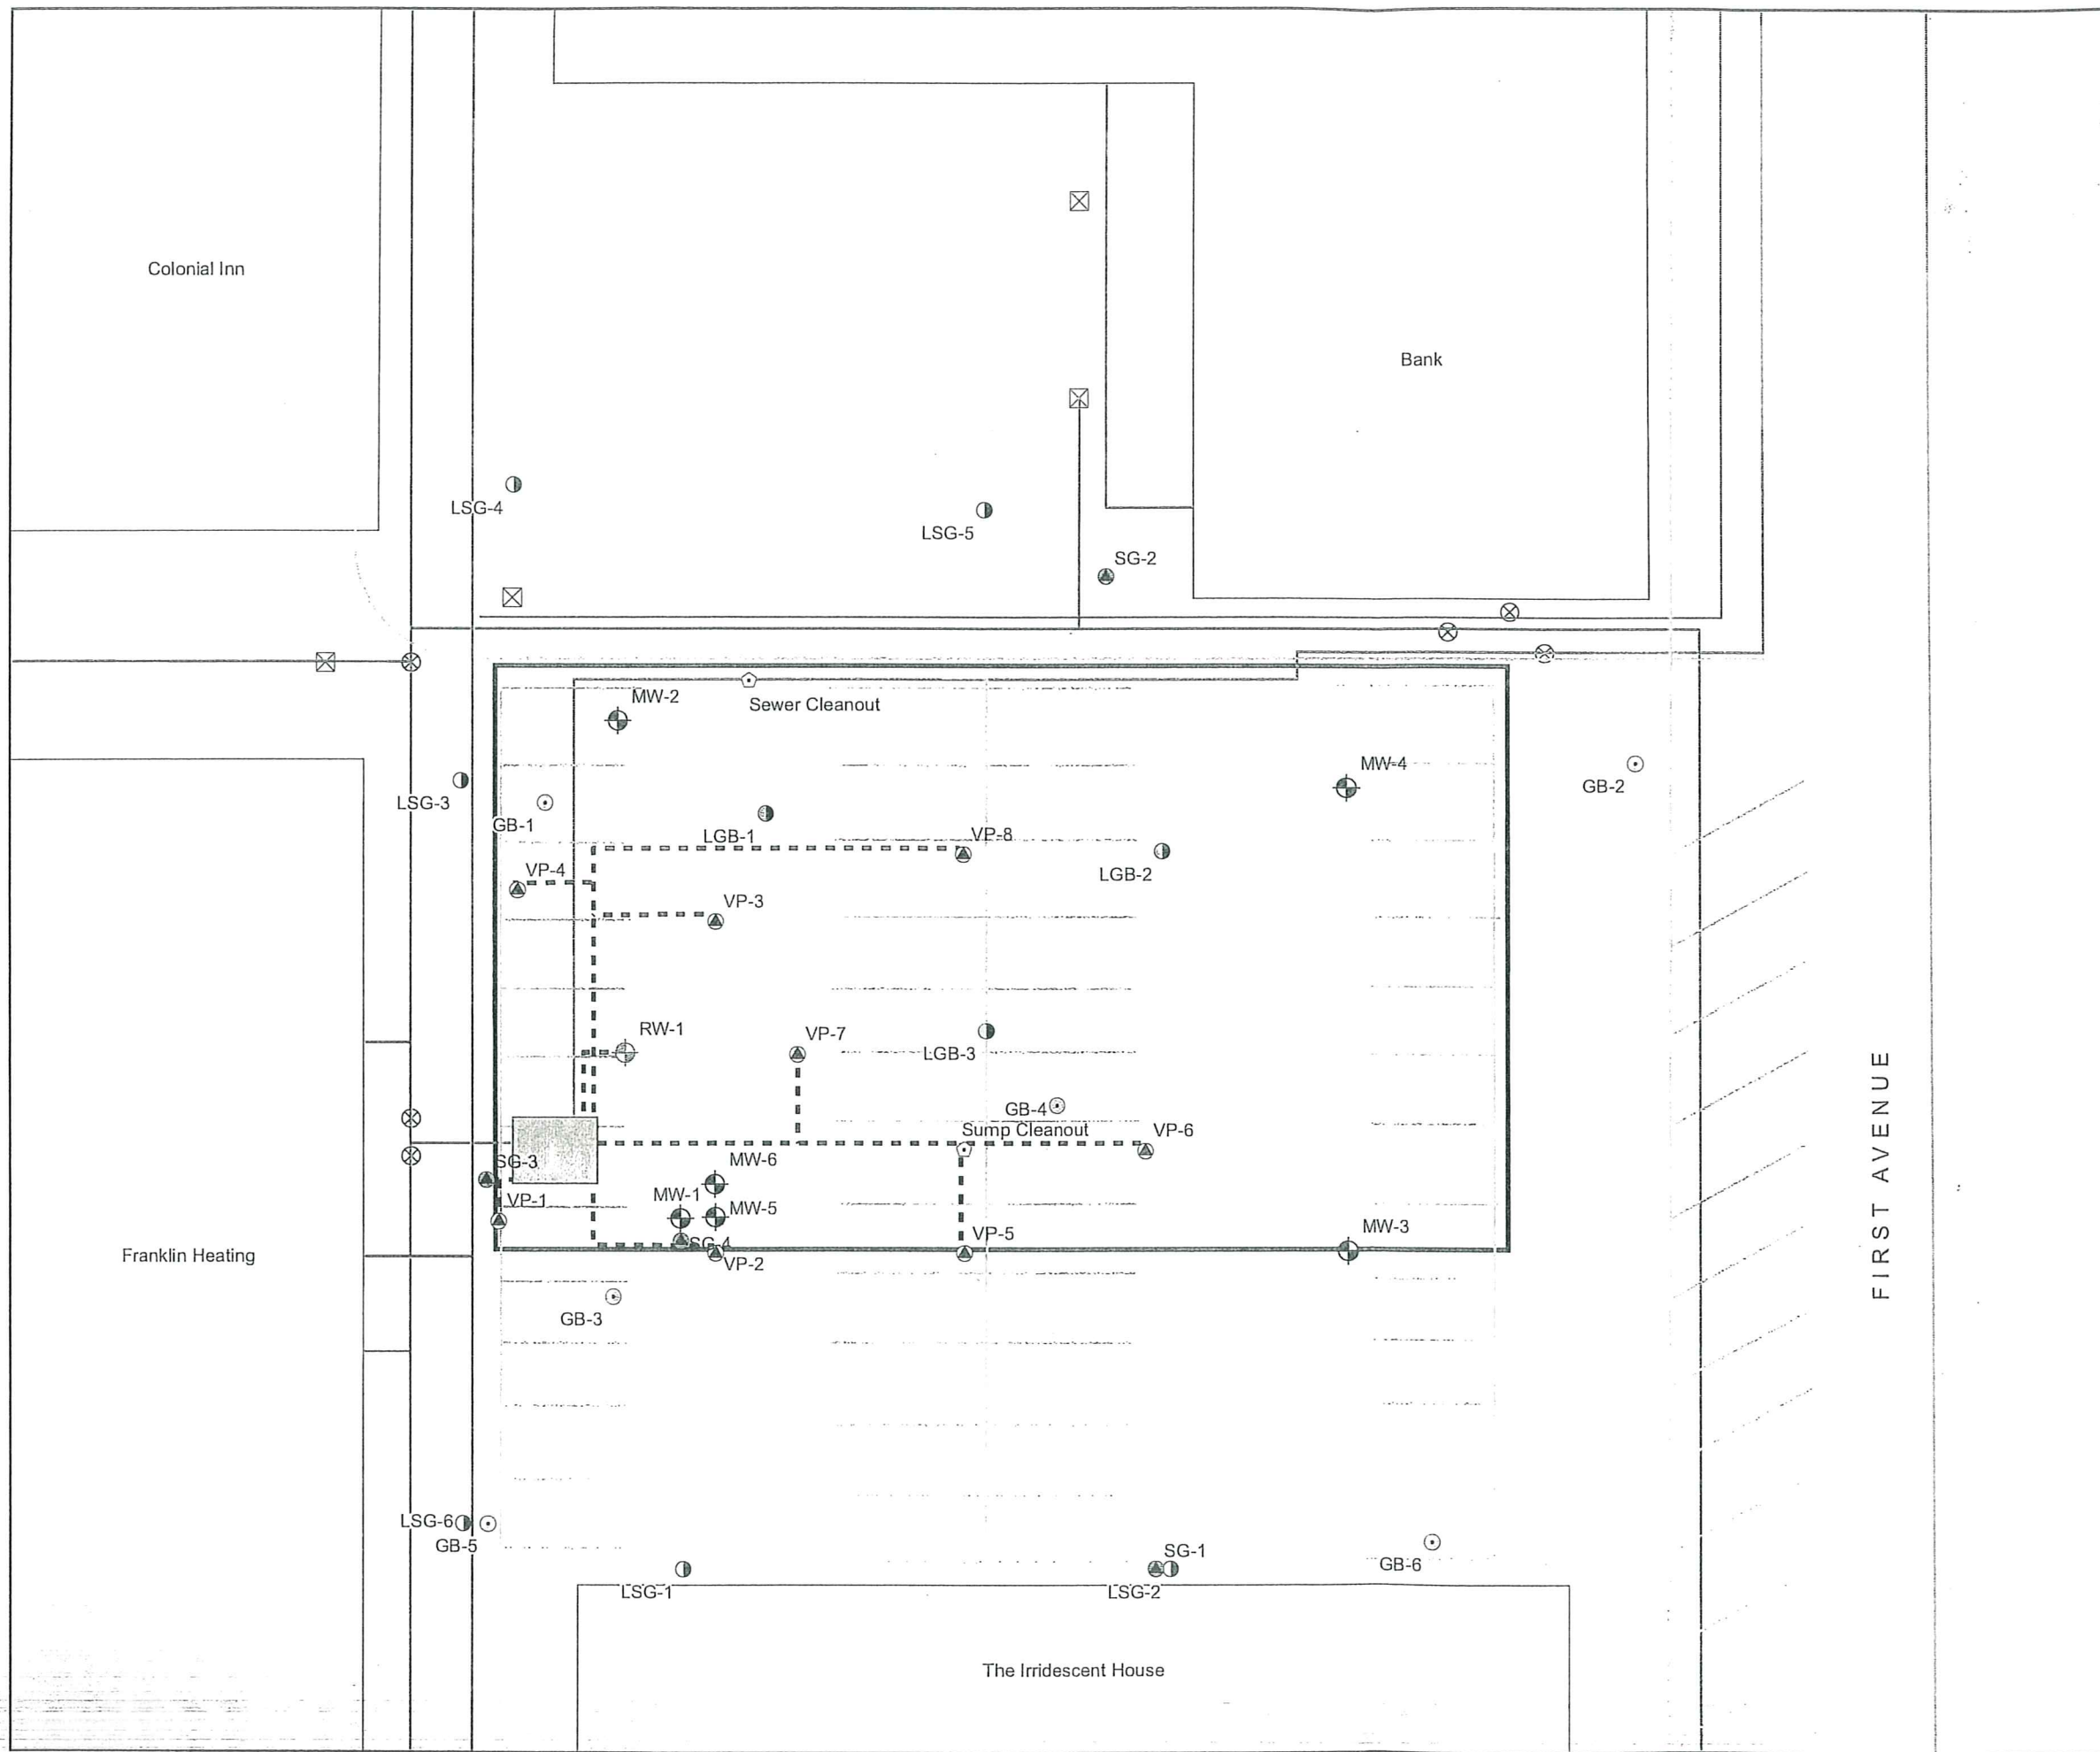 Colonial Inn
Bank
LSG-4
LSG-5
SG-2
MW-2
Sewer Cleanout
MW-4
GB-2
LSG-3
GB-1
LGB-1
VP-8
LGB-2
VP-4
VP-3
RW-1
VP-7
LGB-3
GB-4
Sump Cleanout
VP-6
SG-3
MW-6
VP-1
MW-1
MW-5
SG-4
VP-2
VP-5
MW-3
FIRST AVENUE
Franklin Heating
GB-3
LSG-6
GB-5
SG-1
GB-6
LSG-1
LSG-2
The Irridescent House